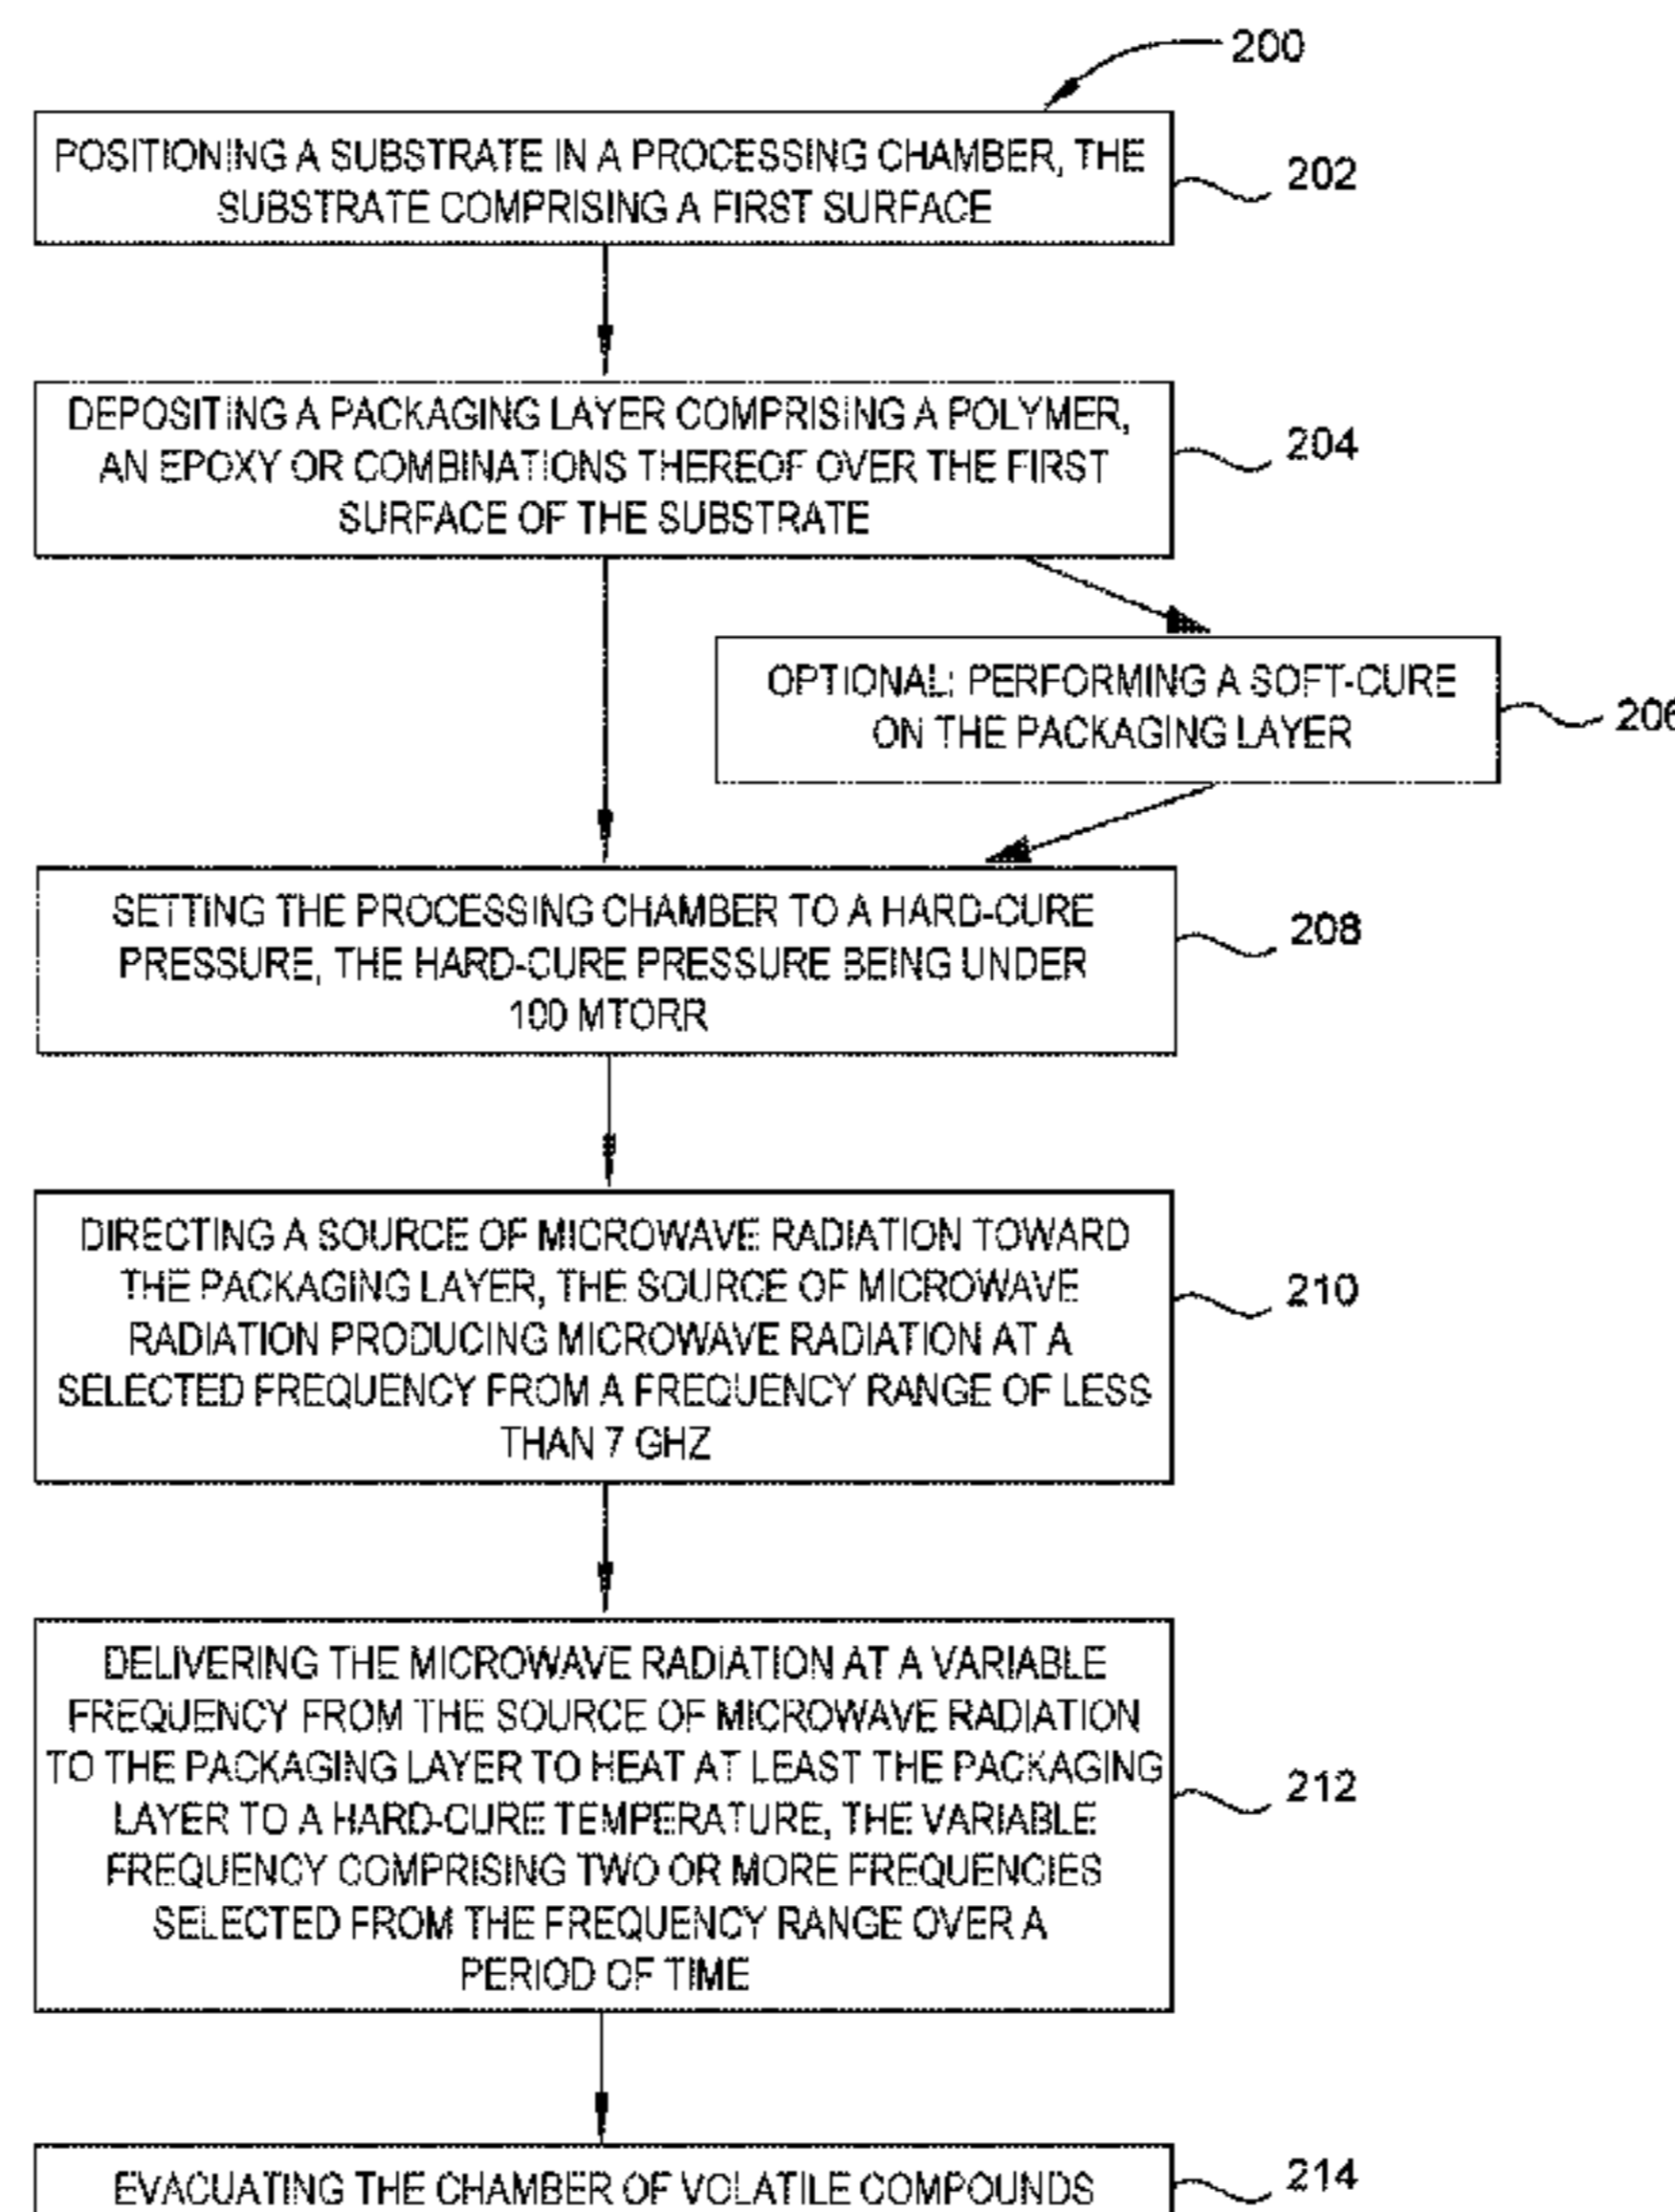 200
POSITIONING A SUBSTRATE IN A PROCESSING CHAMBER, THE
SUBSTRATE COMPRISING A FIRST SURFACE
202
DEPOSITING A PACKAGING LAYER COMPRISING A POLYMER,
AN EPOXY OR COMBINATIONS THEREOF OVER THE FIRST
SURFACE OF THE SUBSTRATE
204
OPTIONAL: PERFORMING A SOFT-CURE
ON THE PACKAGING LAYER
206
SETTING THE PROCESSING CHAMBER TO A HARD-CURE
PRESSURE, THE HARD-CURE PRESSURE BEING UNDER
100 MTORR
208
DIRECTING A SOURCE OF MICROWAVE RADIATION TOWARD
THE PACKAGING LAYER, THE SOURCE OF MICROWAVE
RADIATION PRODUCING MICROWAVE RADIATION AT A
SELECTED FREQUENCY FROM A FREQUENCY RANGE OF LESS
THAN 7 GHZ
210
DELIVERING THE MICROWAVE RADIATION AT A VARIABLE
FREQUENCY FROM THE SOURCE OF MICROWAVE RADIATION
TO THE PACKAGING LAYER TO HEAT AT LEAST THE PACKAGING
LAYER TO A HARD-CURE TEMPERATURE, THE VARIABLE
FREQUENCY COMPRISING TWO OR MORE FREQUENCIES
SELECTED FROM THE FREQUENCY RANGE OVER A
PERIOD OF TIME
212
EVACUATING THE CHAMBER OF VOLATILE COMPOUNDS
214